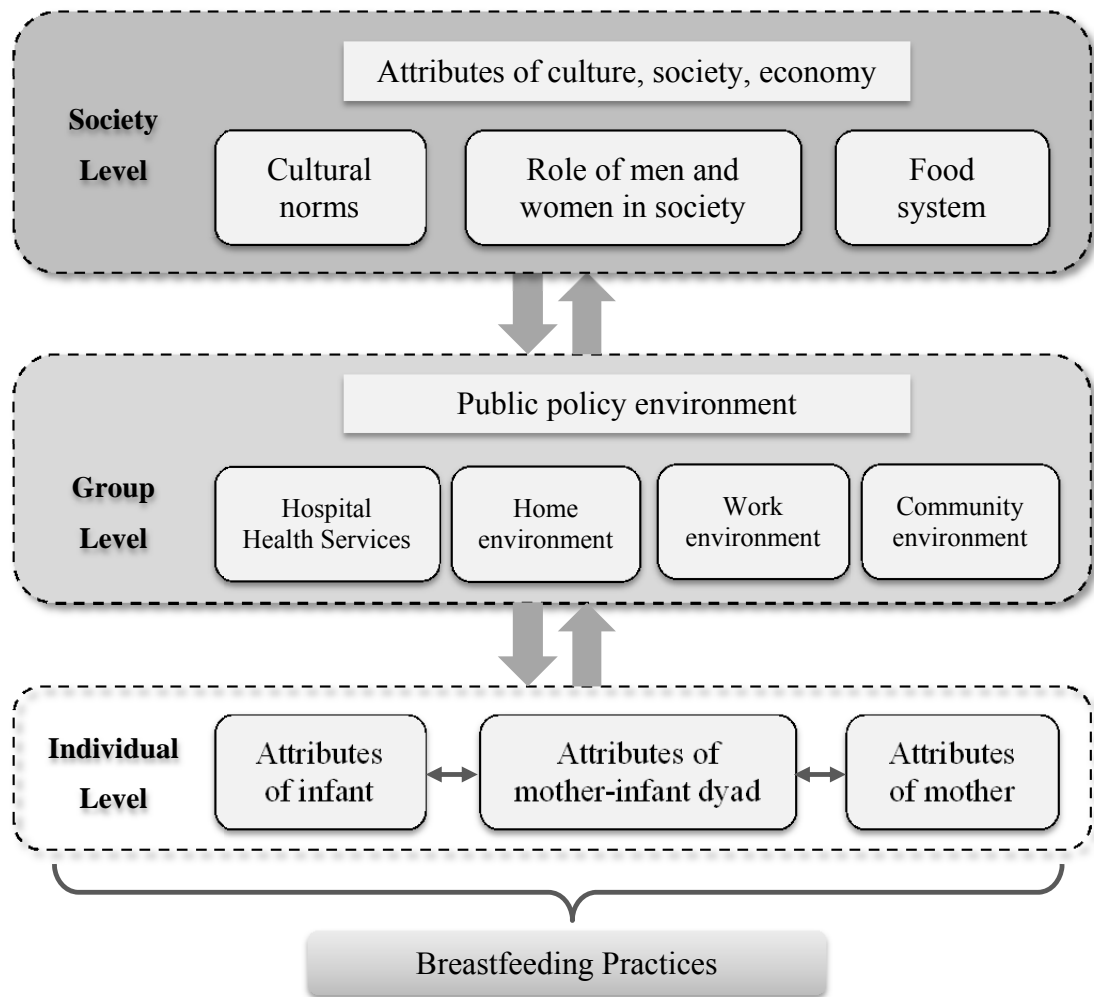 Attributes of culture, society, economy
Society
Level
Cultural
norms
Role of men and
women in society
Food
system
Public policy environment
Group
Level
Hospital
Health Services
Home
environment
Work
environment
Community
environment
Individual
Level
Attributes
of infant
Attributes of
mother-infant dyad
Attributes
of mother
Breastfeeding Practices